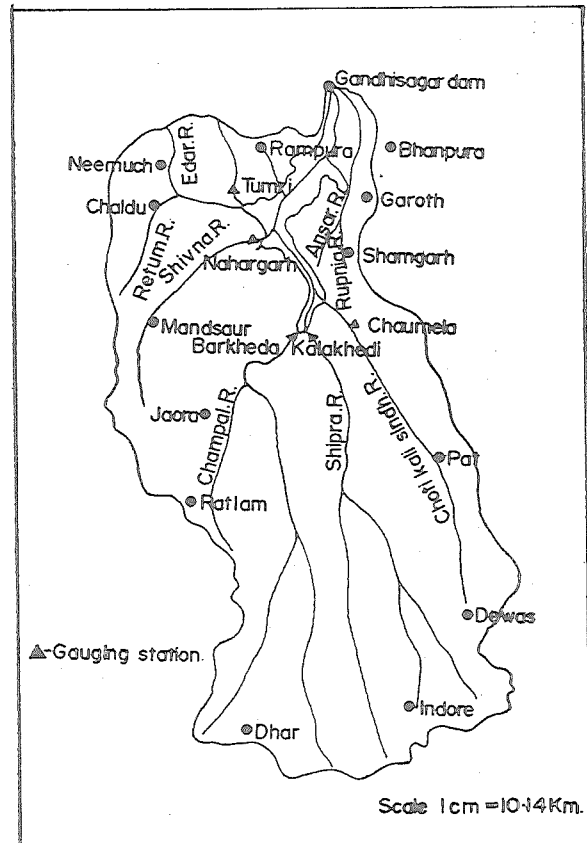 Gandhisagar dam
Rampura
Bhanpura
Neemuch
Edar.R.
Tumri
Garoth
Chaldu
Retum.R.
Shivna.R.
Ansar.R.
Rupnia.R.
Nahargarh
Shamgarh
Mandsaur
Chaumela
Barkheda
Kalakhedi
Jaora
Champal.R.
Shipra.R.
Choti kali sindh.R.
Pat
Ratlam
Dewas
▲-Gauging station.
Indore
Dhar
Scale 1cm =10.14Km.